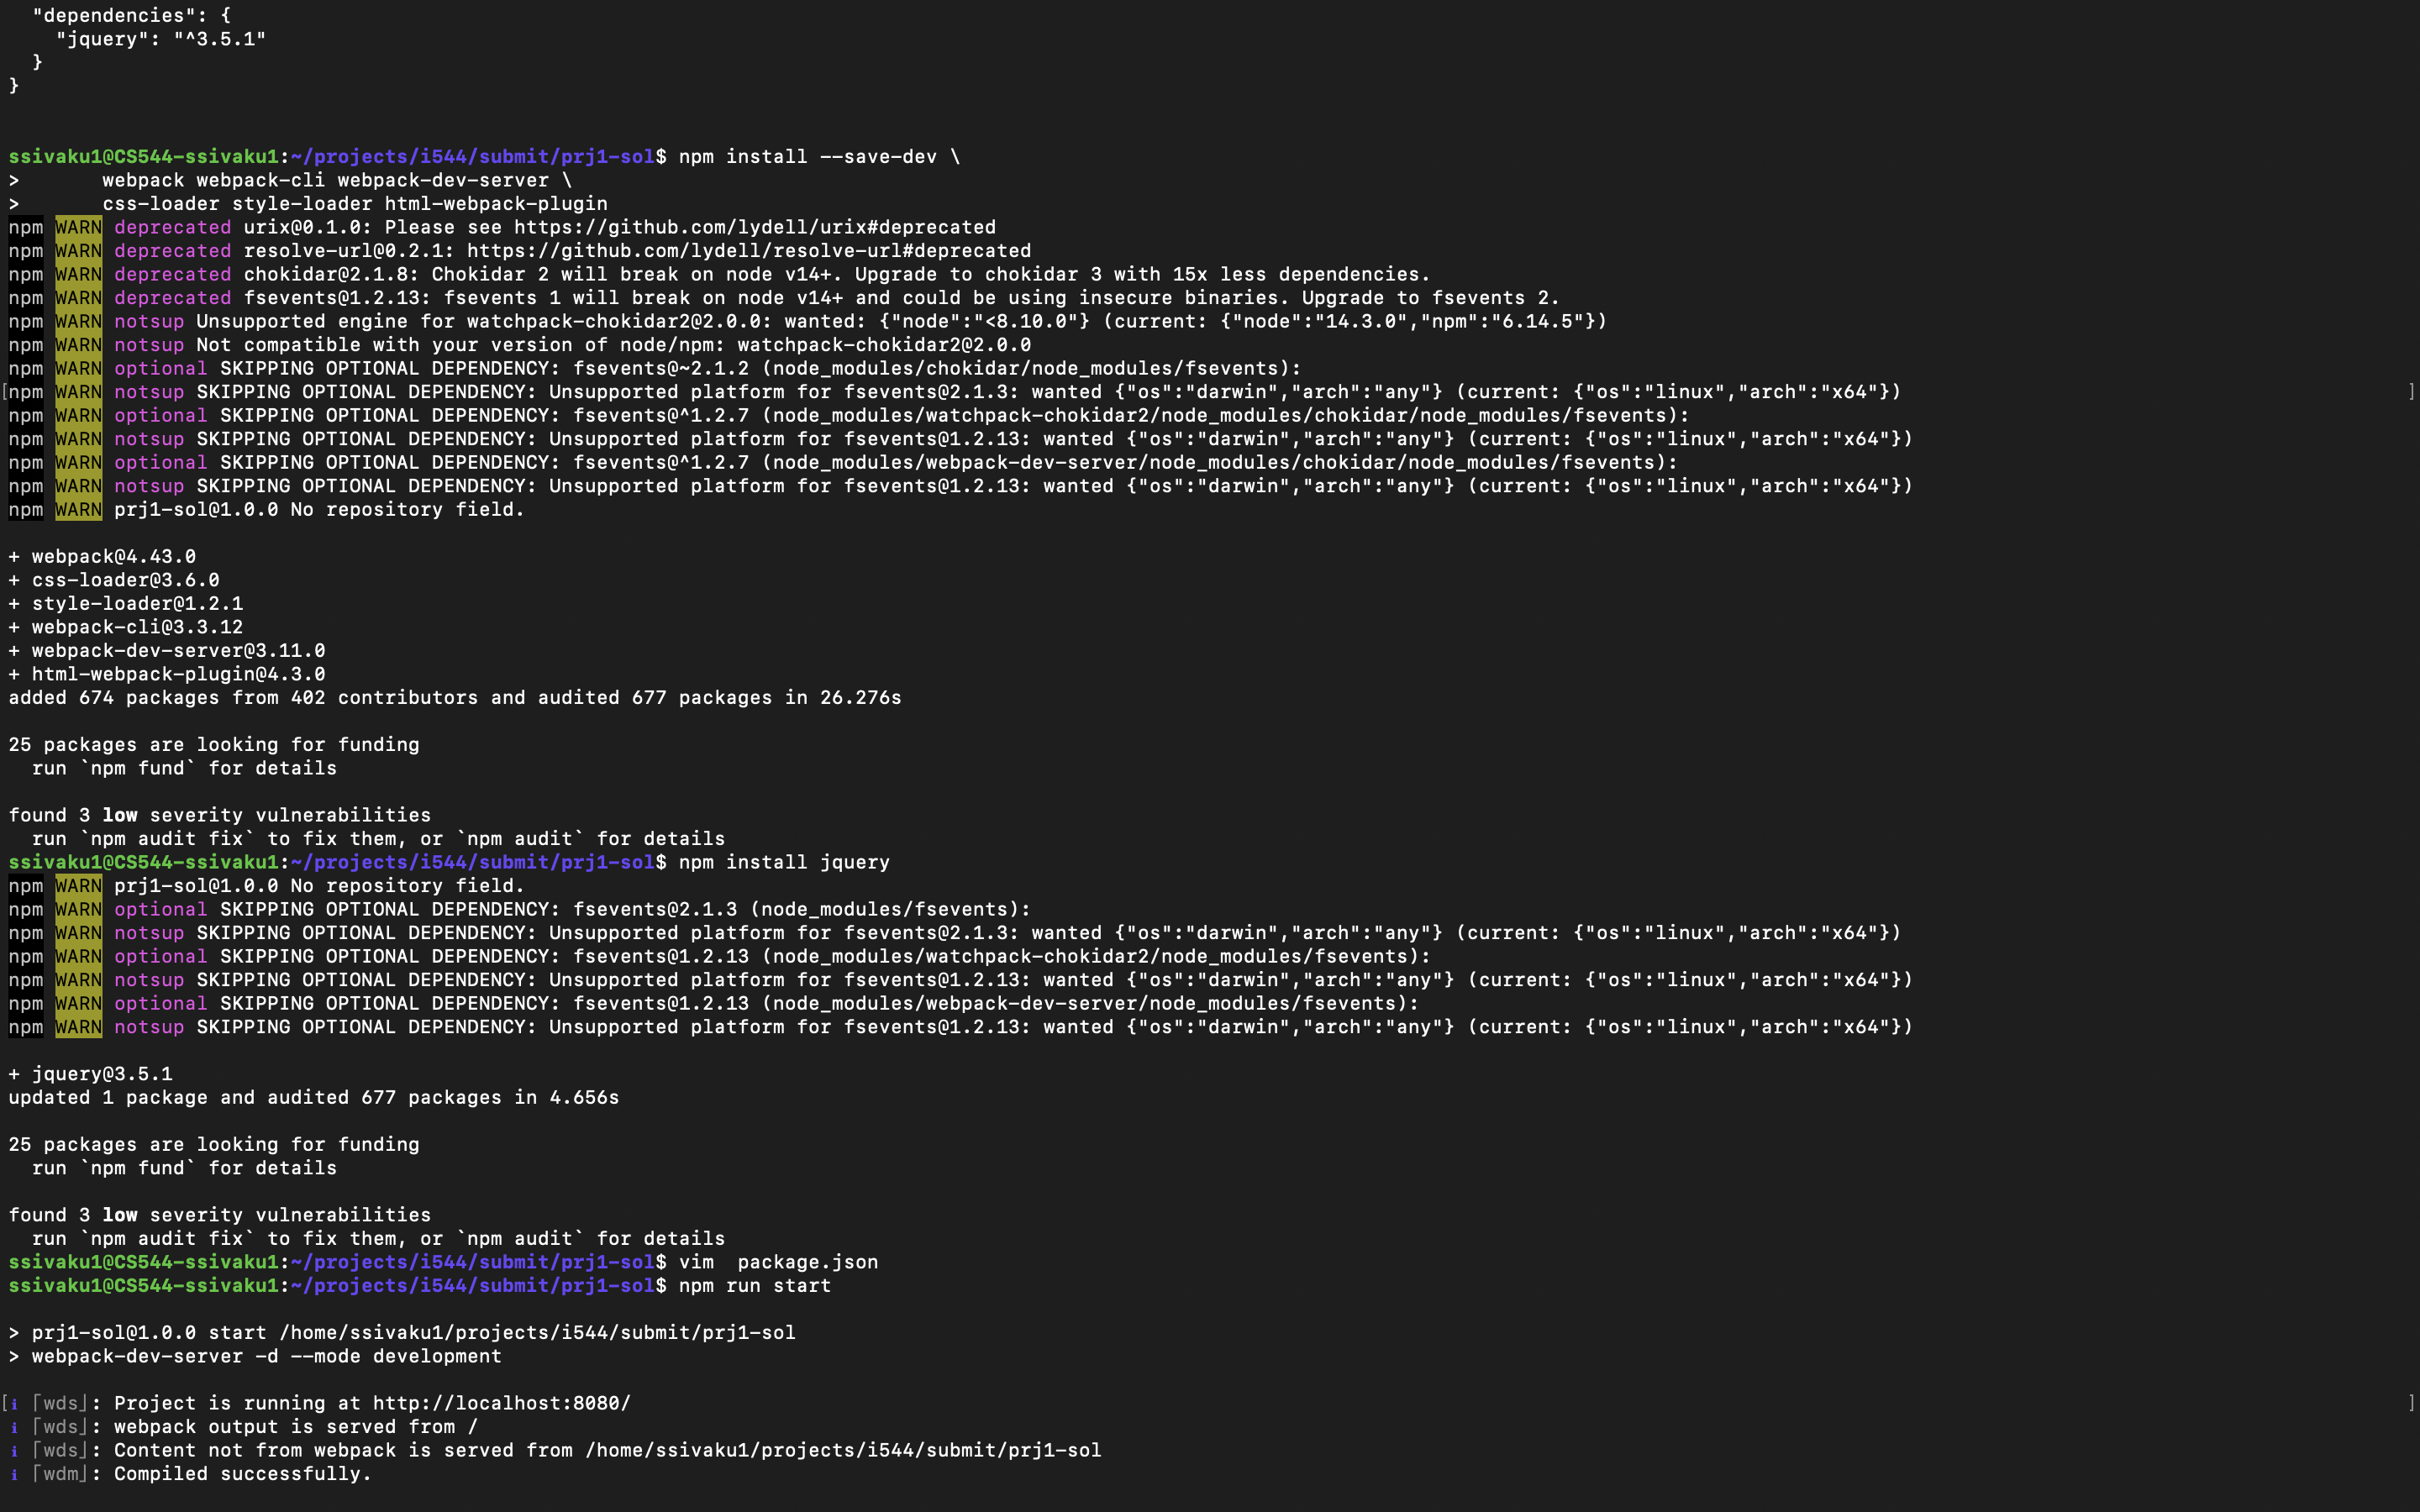 "dependencies": {
    "jquery": "^3.5.1"
  }
}
ssivaku1@CS544-ssivaku1:~/projects/i544/submit/prj1-sol$ npm install --save-dev \
>       webpack webpack-cli webpack-dev-server \
>       css-loader style-loader html-webpack-plugin
npm WARN deprecated urix@0.1.0: Please see https://github.com/lydell/urix#deprecated
npm WARN deprecated resolve-url@0.2.1: https://github.com/lydell/resolve-url#deprecated
npm WARN deprecated chokidar@2.1.8: Chokidar 2 will break on node v14+. Upgrade to chokidar 3 with 15x less dependencies.
npm WARN deprecated fsevents@1.2.13: fsevents 1 will break on node v14+ and could be using insecure binaries. Upgrade to fsevents 2.
npm WARN notsup Unsupported engine for watchpack-chokidar2@2.0.0: wanted: {"node":"<8.10.0"} (current: {"node":"14.3.0","npm":"6.14.5"})
npm WARN notsup Not compatible with your version of node/npm: watchpack-chokidar2@2.0.0
npm WARN optional SKIPPING OPTIONAL DEPENDENCY: fsevents@~2.1.2 (node_modules/chokidar/node_modules/fsevents):
[npm WARN notsup SKIPPING OPTIONAL DEPENDENCY: Unsupported platform for fsevents@2.1.3: wanted {"os":"darwin","arch":"any"} (current: {"os":"linux","arch":"x64"}) ]
npm WARN optional SKIPPING OPTIONAL DEPENDENCY: fsevents@^1.2.7 (node_modules/watchpack-chokidar2/node_modules/chokidar/node_modules/fsevents):
npm WARN notsup SKIPPING OPTIONAL DEPENDENCY: Unsupported platform for fsevents@1.2.13: wanted {"os":"darwin","arch":"any"} (current: {"os":"linux","arch":"x64"})
npm WARN optional SKIPPING OPTIONAL DEPENDENCY: fsevents@^1.2.7 (node_modules/webpack-dev-server/node_modules/chokidar/node_modules/fsevents):
npm WARN notsup SKIPPING OPTIONAL DEPENDENCY: Unsupported platform for fsevents@1.2.13: wanted {"os":"darwin","arch":"any"} (current: {"os":"linux","arch":"x64"})
npm WARN prj1-sol@1.0.0 No repository field.
+ webpack@4.43.0
+ css-loader@3.6.0
+ style-loader@1.2.1
+ webpack-cli@3.3.12
+ webpack-dev-server@3.11.0
+ html-webpack-plugin@4.3.0
added 674 packages from 402 contributors and audited 677 packages in 26.276s
25 packages are looking for funding
  run `npm fund` for details
found 3 low severity vulnerabilities
  run `npm audit fix` to fix them, or `npm audit` for details
ssivaku1@CS544-ssivaku1:~/projects/i544/submit/prj1-sol$ npm install jquery
npm WARN prj1-sol@1.0.0 No repository field.
npm WARN optional SKIPPING OPTIONAL DEPENDENCY: fsevents@2.1.3 (node_modules/fsevents):
npm WARN notsup SKIPPING OPTIONAL DEPENDENCY: Unsupported platform for fsevents@2.1.3: wanted {"os":"darwin","arch":"any"} (current: {"os":"linux","arch":"x64"})
npm WARN optional SKIPPING OPTIONAL DEPENDENCY: fsevents@1.2.13 (node_modules/watchpack-chokidar2/node_modules/fsevents):
npm WARN notsup SKIPPING OPTIONAL DEPENDENCY: Unsupported platform for fsevents@1.2.13: wanted {"os":"darwin","arch":"any"} (current: {"os":"linux","arch":"x64"})
npm WARN optional SKIPPING OPTIONAL DEPENDENCY: fsevents@1.2.13 (node_modules/webpack-dev-server/node_modules/fsevents):
npm WARN notsup SKIPPING OPTIONAL DEPENDENCY: Unsupported platform for fsevents@1.2.13: wanted {"os":"darwin","arch":"any"} (current: {"os":"linux","arch":"x64"})
+ jquery@3.5.1
updated 1 package and audited 677 packages in 4.656s
25 packages are looking for funding
  run `npm fund` for details
found 3 low severity vulnerabilities
  run `npm audit fix` to fix them, or `npm audit` for details
ssivaku1@CS544-ssivaku1:~/projects/i544/submit/prj1-sol$ vim  package.json
ssivaku1@CS544-ssivaku1:~/projects/i544/submit/prj1-sol$ npm run start
> prj1-sol@1.0.0 start /home/ssivaku1/projects/i544/submit/prj1-sol
> webpack-dev-server -d --mode development
[ℹ ｢wds｣: Project is running at http://localhost:8080/ ]
ℹ ｢wds｣: webpack output is served from /
ℹ ｢wds｣: Content not from webpack is served from /home/ssivaku1/projects/i544/submit/prj1-sol
ℹ ｢wdm｣: Compiled successfully.